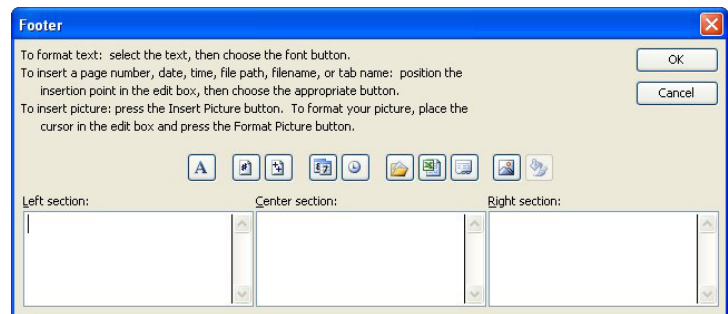 Footer
To format text: select the text, then choose the font button.
To insert a page number, date, time, file path, filename, or tab name: position the
insertion point in the edit box, then choose the appropriate button.
To insert picture: press the Insert Picture button. To format your picture, place the
cursor in the edit box and press the Format Picture button.
OK
Cancel
A
Left section:
Center section:
Right section: